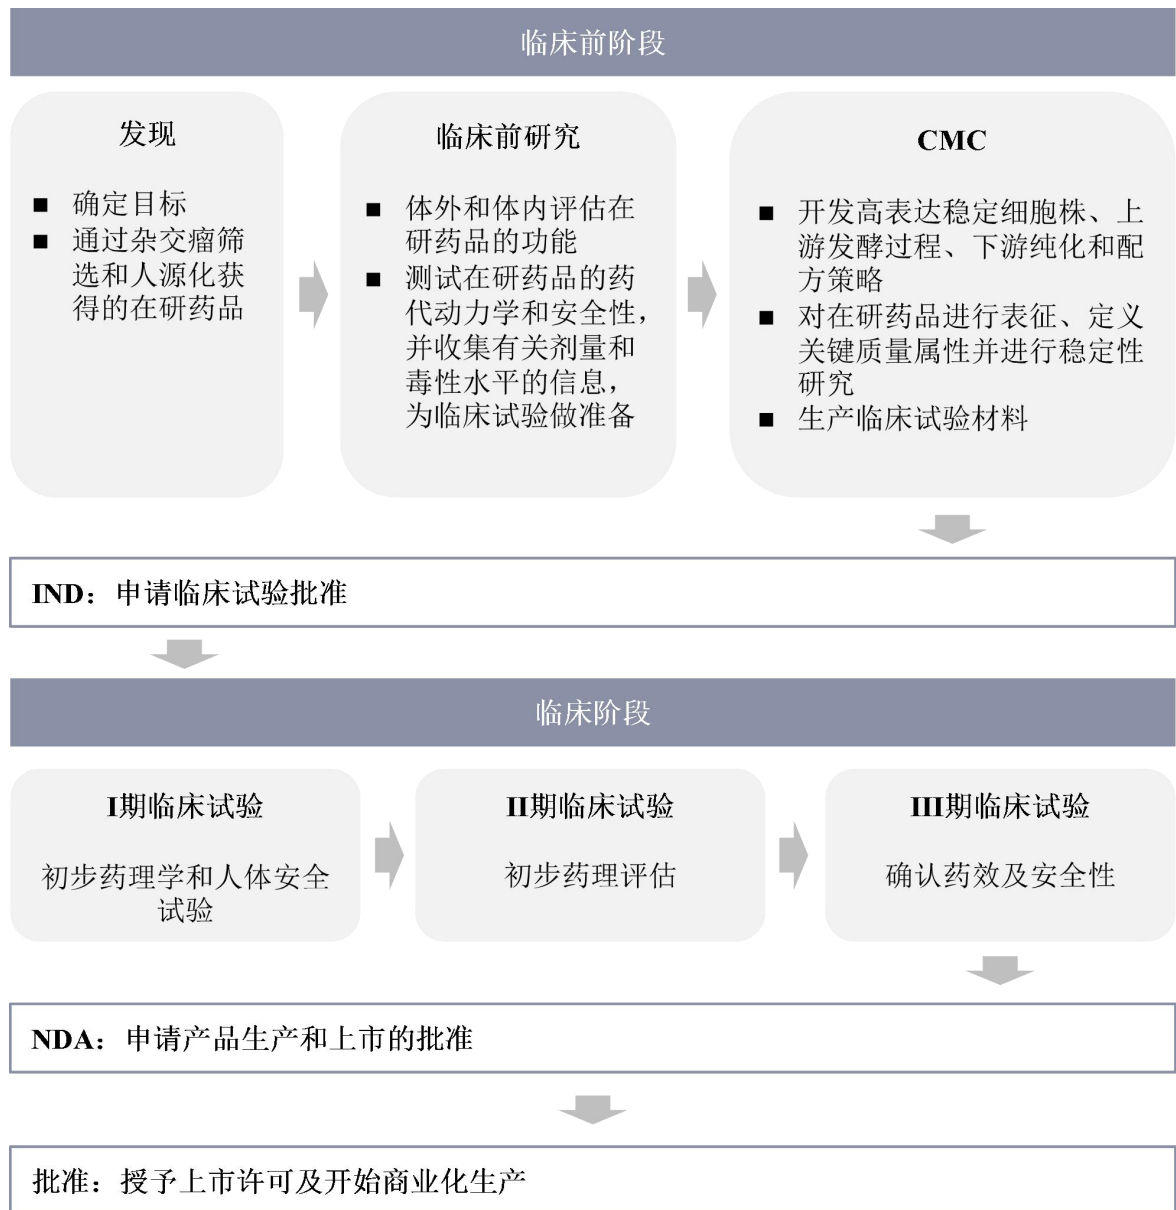 临床前阶段
发现
■ 确定目标
■ 通过杂交瘤筛
选和人源化获
得的在研药品
临床前研究
■ 体外和体内评估在
研药品的功能
■ 测试在研药品的药
代动力学和安全性，
并收集有关剂量和
毒性水平的信息，
为临床试验做准备
CMC
■ 开发高表达稳定细胞株、上
游发酵过程、下游纯化和配
方策略
■ 对在研药品进行表征、定义
关键质量属性并进行稳定性
研究
■ 生产临床试验材料
IND：申请临床试验批准
临床阶段
I期临床试验
初步药理学和人体安全
试验
II期临床试验
初步药理评估
III期临床试验
确认药效及安全性
NDA：申请产品生产和上市的批准
批准：授予上市许可及开始商业化生产